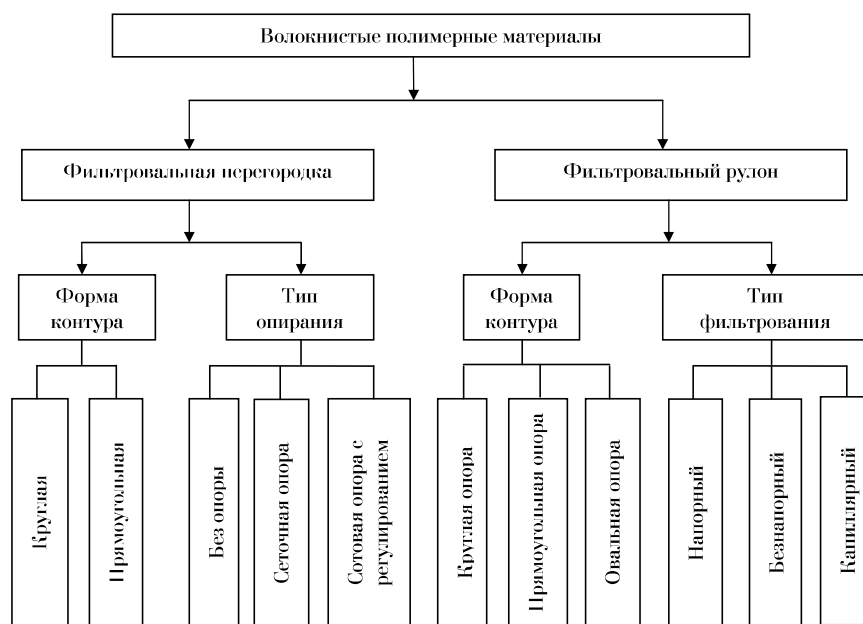 Волокнистые полимерные материалы
Фильтровальная перегородка
Фильтровальный рулон
Форма
контура
Тип
опирания
Форма
контура
Тип
фильтрования
Круглая
Прямоугольная
Без опоры
Сеточная опора
Сотовая опора с
регулированием
Круглая опора
Прямоугольная опора
Овальная опора
Напорный
Безнапорный
Капиллярный